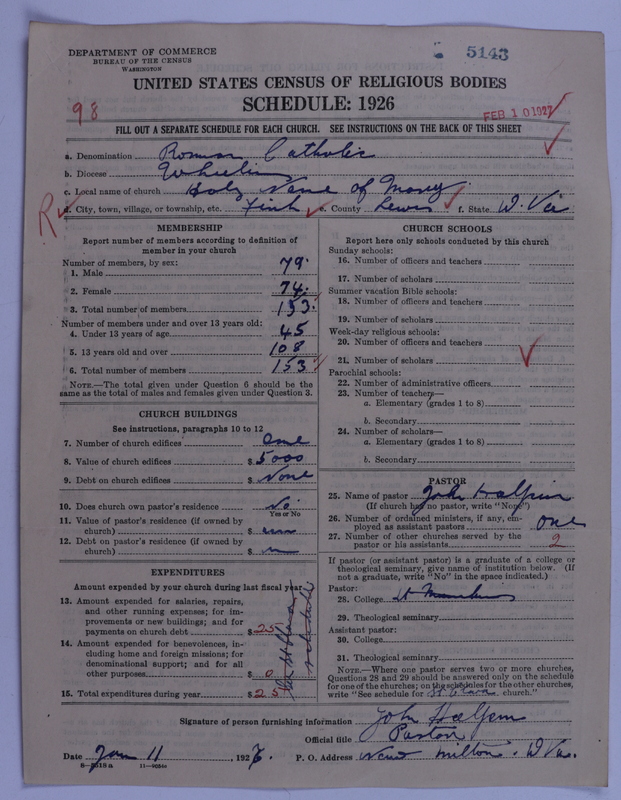 DEPARTMENT OF COMMERCE
BUREAU OF THE CENSUS
WASHINGTON
5143
UNITED STATES CENSUS OF RELIGIOUS BODIES
SCHEDULE: 1926
98
FEB 10 1927
FILL OUT A SEPARATE SCHEDULE FOR EACH CHURCH. SEE INSTRUCTIONS ON THE BACK OF THIS SHEET
a. Denomination Roman Catholic
b. Diocese Wheeling
c. Local name of church Holy Name of Mary
R
d. City, town, village, or township, etc. Fink e. County Lewis f. State W. Va
MEMBERSHIP
Report number of members according to definition of
member in your church
Number of members, by sex:
1. Male 79
2. Female 74
3. Total number of members 153
Number of members under and over 13 years old:
4. Under 13 years of age 45
5. 13 years old and over 108
6. Total number of members 153
NOTE.—The total given under Question 6 should be the
same as the total of males and females given under Question 3.
CHURCH BUILDINGS
See instructions, paragraphs 10 to 12
7. Number of church edifices one
8. Value of church edifices $ 5000
9. Debt on church edifices $ None
10. Does church own pastor's residence No
Yes or No
11. Value of pastor's residence (if owned by
church) $
12. Debt on pastor's residence (if owned by
church) $
EXPENDITURES
Amount expended by your church during last fiscal year
13. Amount expended for salaries, repairs,
and other running expenses; for im-
provements or new buildings; and for
payments on church debt $ 25
14. Amount expended for benevolences, in-
cluding home and foreign missions; for
denominational support; and for all
other purposes $ 0
15. Total expenditures during year $ 25
schedule
CHURCH SCHOOLS
Report here only schools conducted by this church
Sunday schools:
16. Number of officers and teachers
17. Number of scholars
Summer vacation Bible schools:
18. Number of officers and teachers
19. Number of scholars
Week-day religious schools:
20. Number of officers and teachers
21. Number of scholars
Parochial schools:
22. Number of administrative officers
23. Number of teachers—
a. Elementary (grades 1 to 8)
b. Secondary
24. Number of scholars—
a. Elementary (grades 1 to 8)
b. Secondary
PASTOR
25. Name of pastor John Halpin
(If church has no pastor, write "None")
26. Number of ordained ministers, if any, em-
ployed as assistant pastors one
27. Number of other churches served by the
pastor or his assistants 2
If pastor (or assistant pastor) is a graduate of a college or
theological seminary, give name of institution below. (If
not a graduate, write "No" in the space indicated.)
Pastor:
28. College St
29. Theological seminary
Assistant pastor:
30. College
31. Theological seminary
NOTE.—Where one pastor serves two or more churches,
Questions 28 and 29 should be answered only on the schedule
for one of the churches; on the schedules for the other churches,
write "See schedule for St Clara church."
Signature of person furnishing information John Halpin
Official title Pastor
Date Jan 11 1927. P. O. Address New Milton. W Va.
8—5518 a